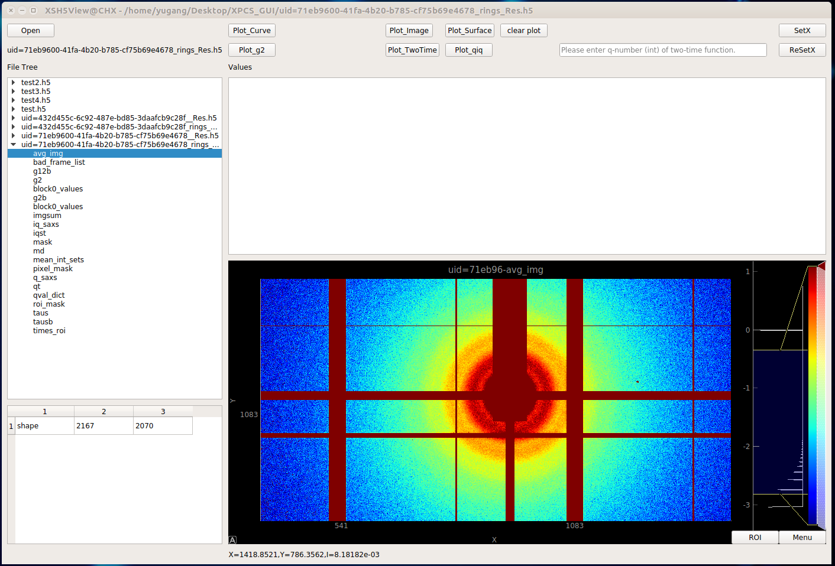 XSHSView@CHX - /home/yugang/Desktop/XPCS_GUI/uid=71eb9600-41fa-4b20-b785-cf75b69e4678_rings_Res.h5
Open
Plot_Curve
Plot_Image
Plot_Surface
clear plot
SetX
uid=71eb9600-41fa-4b20-b785-cf75b69e4678_rings_Res.h5
Plot_g2
Plot_TwoTime
Plot_qiq
Please enter q-number (int) of two-time function.
ReSetX
File Tree
Values
test2.h5
test3.h5
test4.h5
test.h5
uid=432d455c-6c92-487e-bd85-3daafcb9c28f__Res.h5
uid=432d455c-6c92-487e-bd85-3daafcb9c28f_rings_...
uid=71eb9600-41fa-4b20-b785-cf75b69e4678__Res.h5
uid=71eb9600-41fa-4b20-b785-cf75b69e4678_rings_...
avg_img
bad_frame_list
g12b
g2
block0_values
g2b
block0_values
imgsum
iq_saxs
iqst
mask
md
mean_int_sets
pixel_mask
q_saxs
qt
qval_dict
roi_mask
taus
tausb
times_roi
1 2 3
1 shape 2167 2070
uid=71eb96-avg_img
Y
1083
541
1083
X
A
1
0
-1
-2
-3
ROI
Menu
X=1418.8521,Y=786.3562,I=8.18182e-03